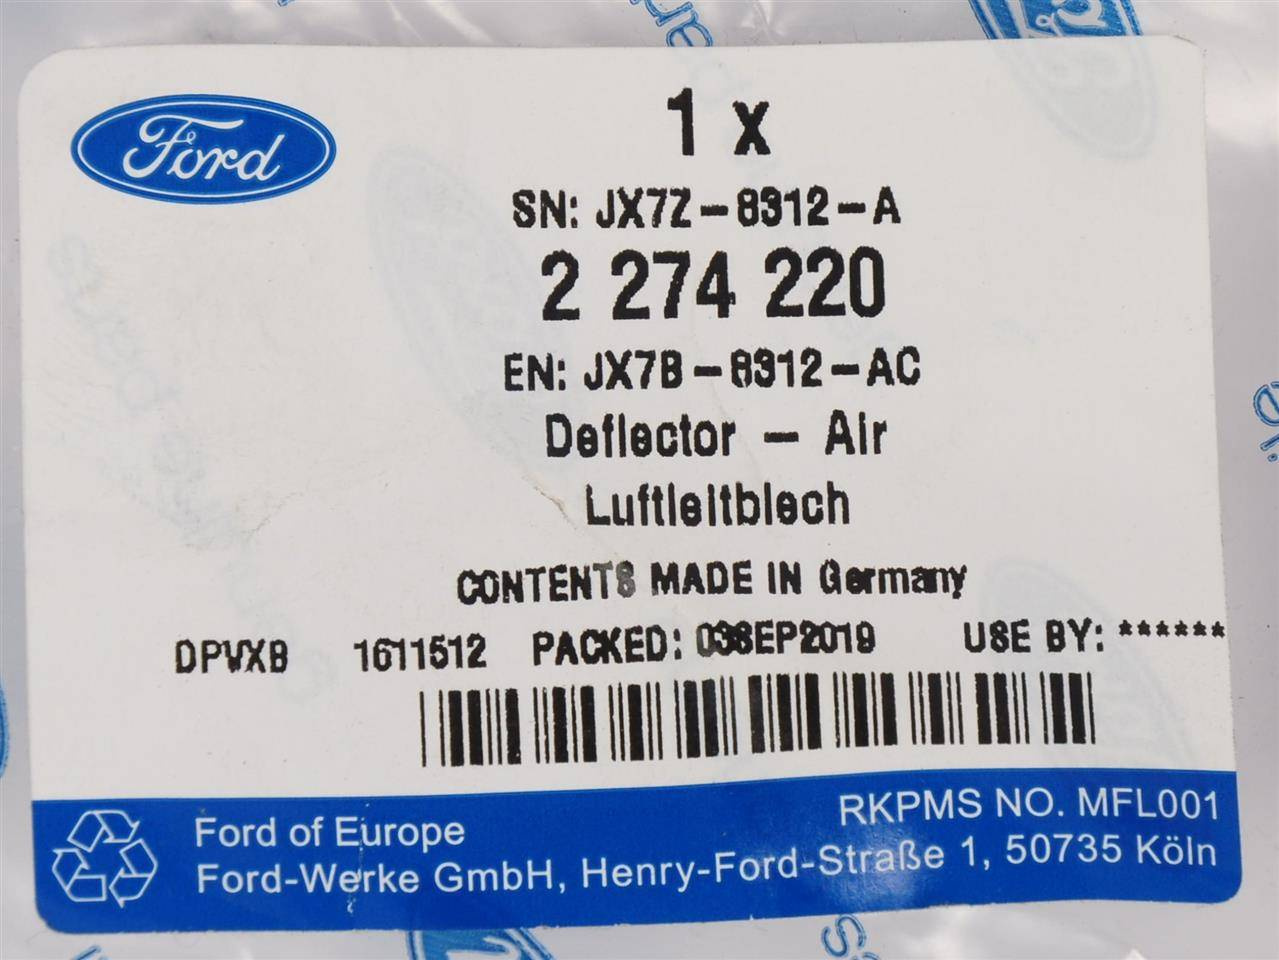 Ford
1 x
SN: JX7Z-8312-A
2 274 220
EN: JX7B-8312-AC
Deflector - Air
Luftleitblech
CONTENTS MADE IN Germany
DPVXB 1611512 PACKED: 03SEP2019 USE BY: ******
RKPMS NO. MFL001
Ford of Europe
Ford-Werke GmbH, Henry-Ford-Straße 1, 50735 Köln